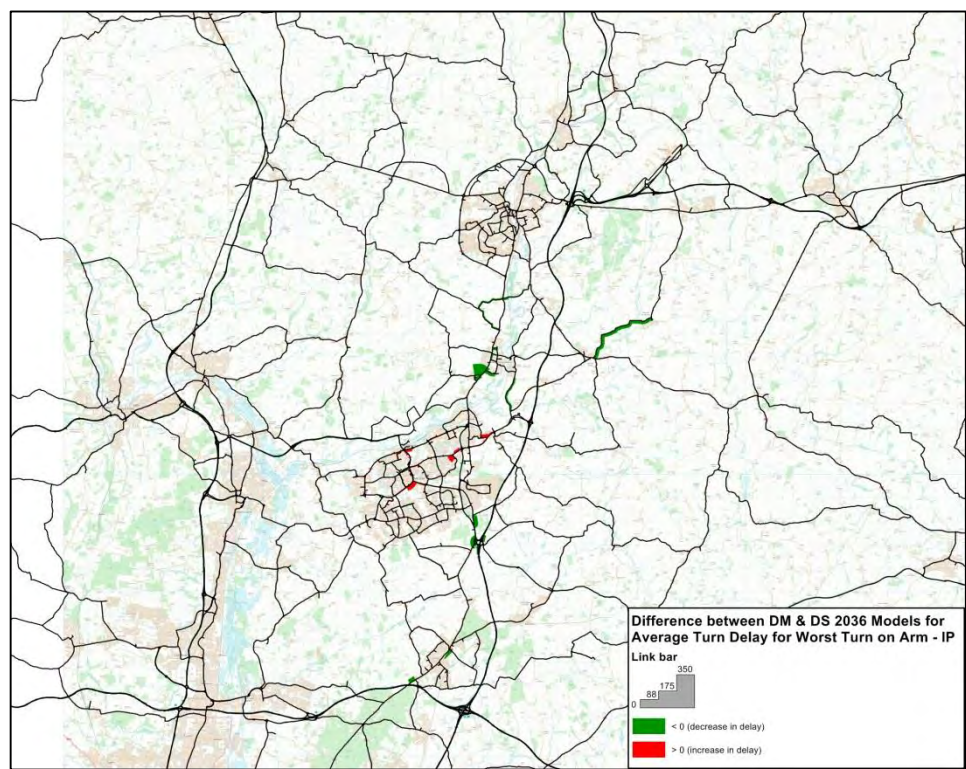 Difference between DM & DS 2036 Models for
Average Turn Delay for Worst Turn on Arm - IP
Link bar
350
175
88
0
< 0 (decrease in delay)
> 0 (increase in delay)